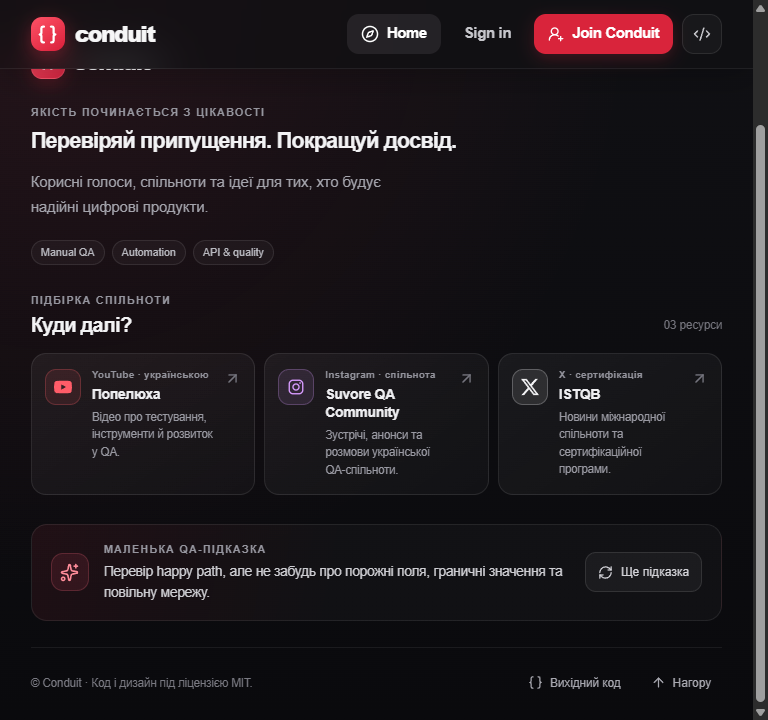 conduit
Home
Sign in
Join Conduit
ЯКІСТЬ ПОЧИНАЄТЬСЯ З ЦІКАВОСТІ
Перевіряй припущення. Покращуй досвід.
Корисні голоси, спільноти та ідеї для тих, хто будує
надійні цифрові продукти.
Manual QA
Automation
API & quality
ПІДБІРКА СПІЛЬНОТИ
Куди далі?
03 ресурси
YouTube · українською
Попелюха
Відео про тестування,
інструменти й розвиток
у QA.
Instagram · спільнота
Suvore QA
Community
Зустрічі, анонси та
розмови української
QA-спільноти.
X · сертифікація
ISTQB
Новини міжнародної
спільноти та
сертифікаційної
програми.
МАЛЕНЬКА QA-ПІДКАЗКА
Перевір happy path, але не забудь про порожні поля, граничні значення та
повільну мережу.
Ще підказка
© Conduit · Код і дизайн під ліцензією MIT.
Вихідний код
Нагору